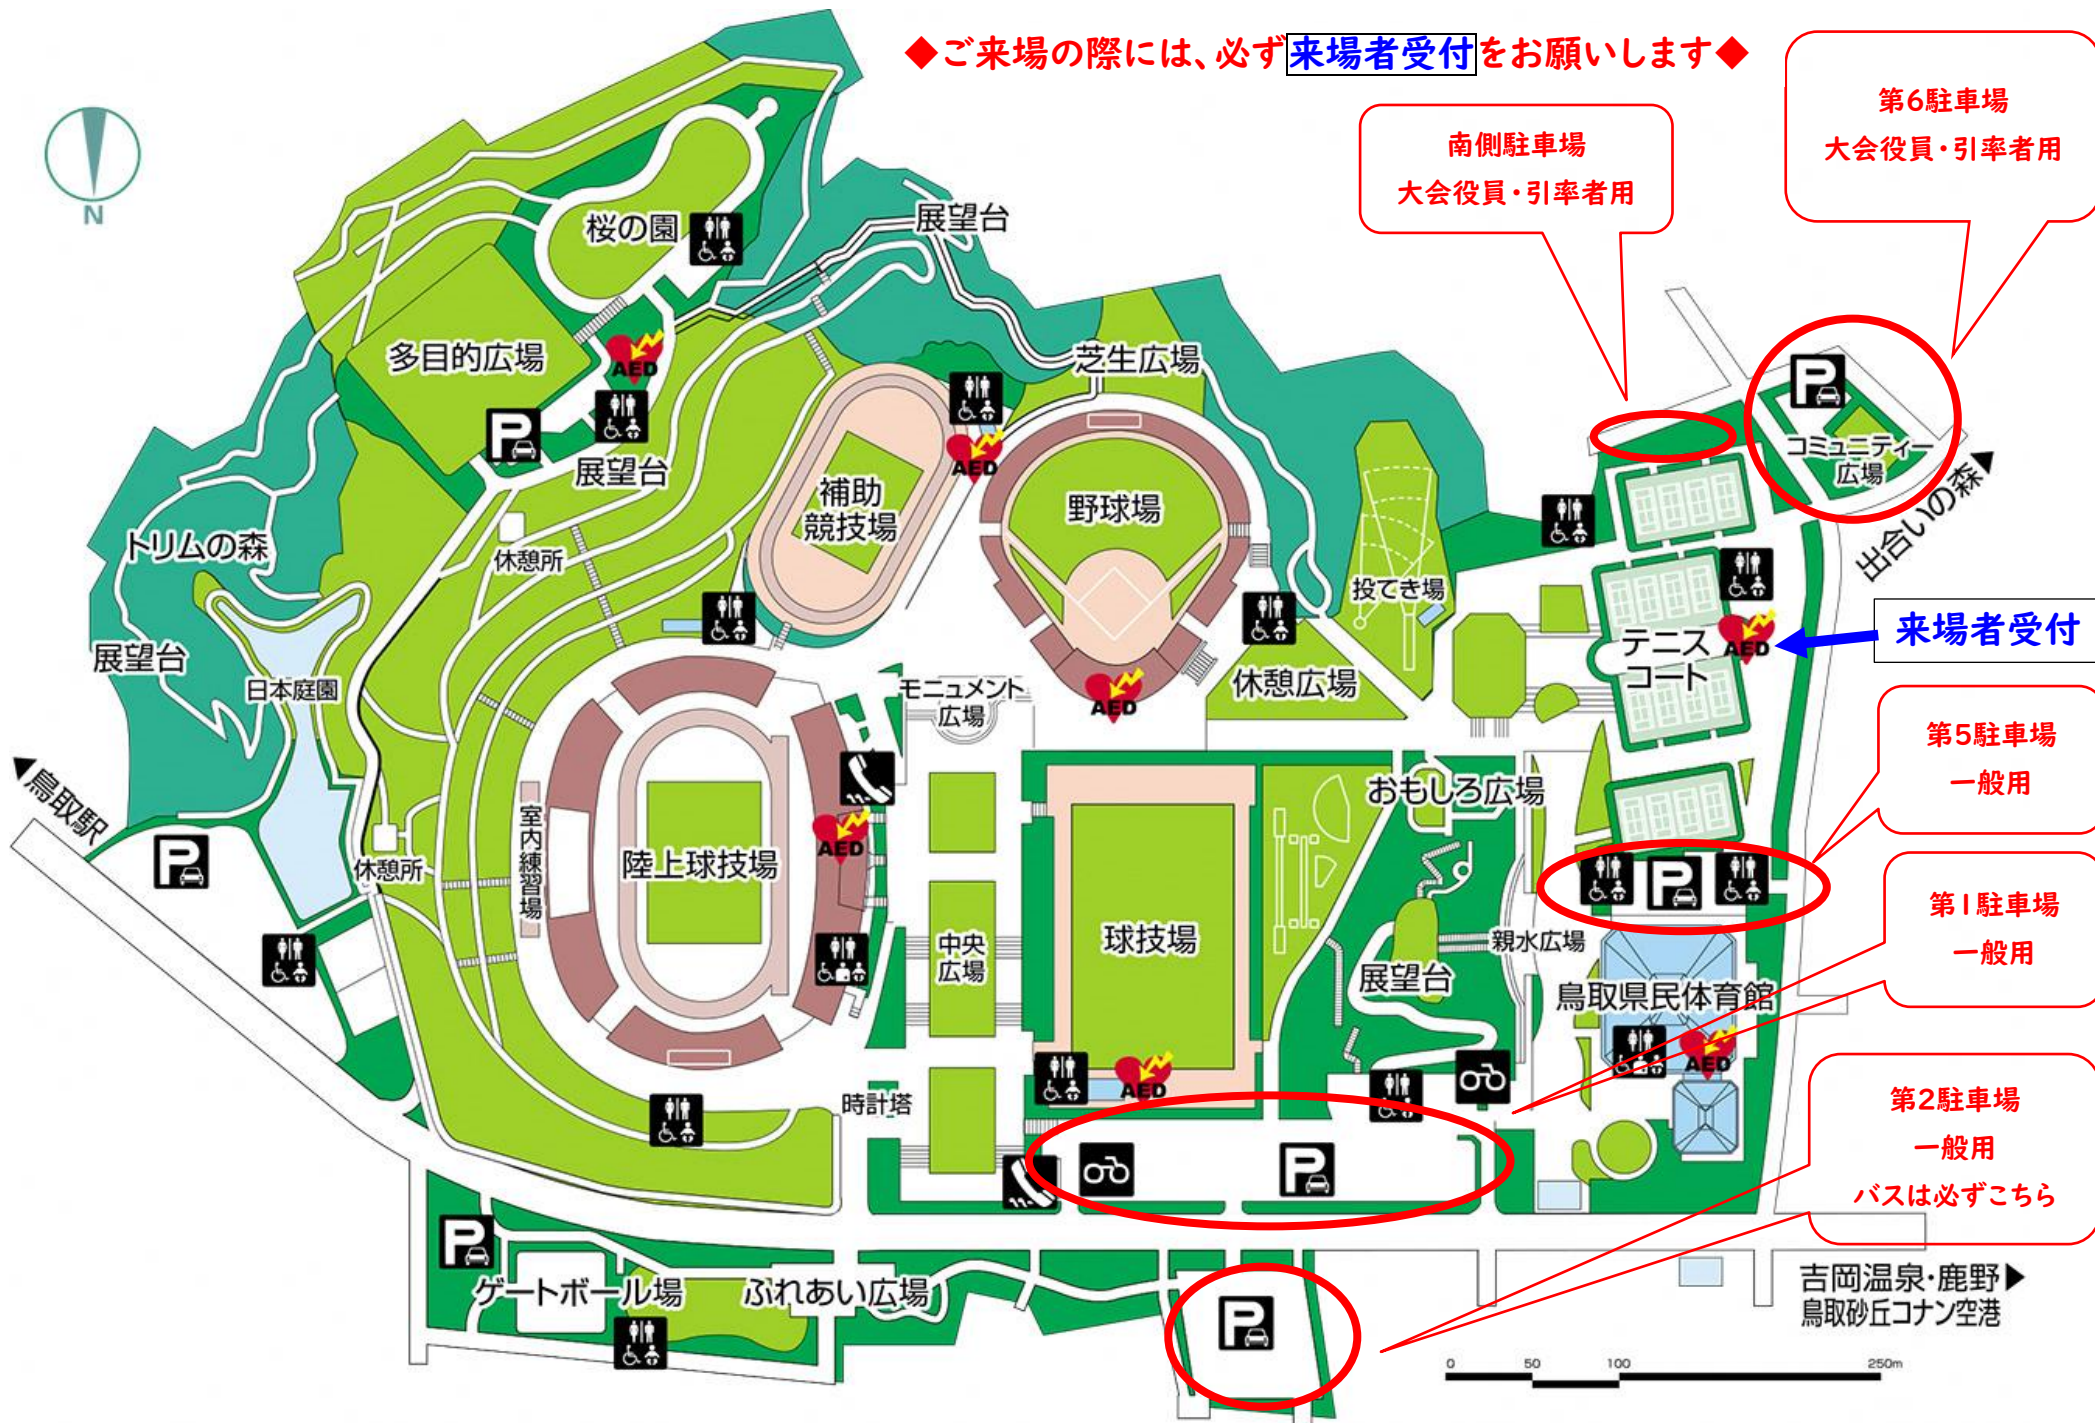 ◆ご来場の際には、必ず来場者受付をお願いします◆
第6駐車場
大会役員・引率者用
南側駐車場
大会役員・引率者用
N
桜の園
展望台
多目的広場
AED
芝生広場
展望台
補助
競技場
AED
野球場
コミュニティー
広場
出合いの森▶
トリムの森
休憩所
投てき場
展望台
日本庭園
モニュメント
広場
AED
休憩広場
テニス
コート
AED
来場者受付
第5駐車場
一般用
◀鳥取駅
休憩所
室内練習場
陸上球技場
AED
おもしろ広場
中央
広場
球技場
展望台
親水広場
鳥取県民体育館
AED
第1駐車場
一般用
時計塔
AED
第2駐車場
一般用
バスは必ずこちら
P
P
P
P
P
P
P
ゲートボール場
ふれあい広場
吉岡温泉・鹿野▶
鳥取砂丘コナン空港
0 50 100 250m